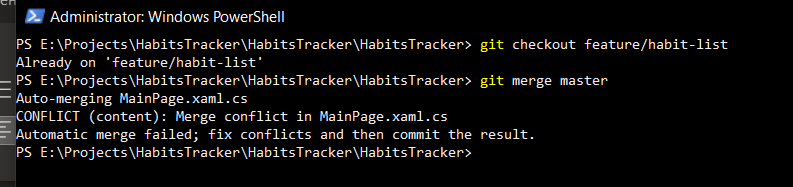 Administrator: Windows PowerShell
PS E:\Projects\HabitsTracker\HabitsTracker\HabitsTracker> git checkout feature/habit-list
Already on 'feature/habit-list'
PS E:\Projects\HabitsTracker\HabitsTracker\HabitsTracker> git merge master
Auto-merging MainPage.xaml.cs
CONFLICT (content): Merge conflict in MainPage.xaml.cs
Automatic merge failed; fix conflicts and then commit the result.
PS E:\Projects\HabitsTracker\HabitsTracker\HabitsTracker>